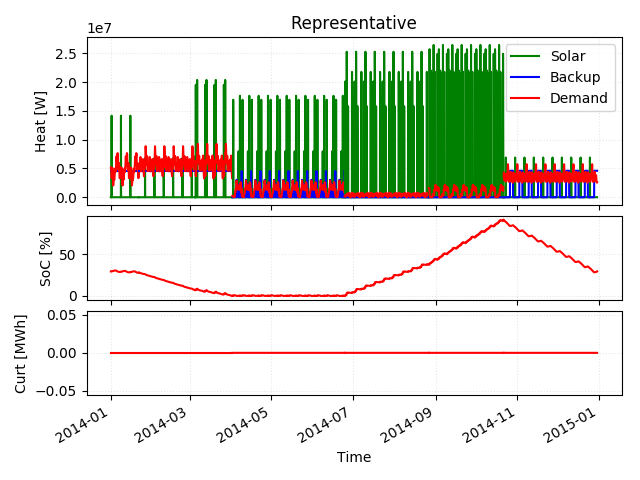 Representative
1e7
Heat [W]
2.5
2.0
1.5
1.0
0.5
0.0
Solar
Backup
Demand
SoC [%]
50
0
Curt [MWh]
0.05
0.00
−0.05
2014-01
2014-03
2014-05
2014-07
2014-09
2014-11
2015-01
Time